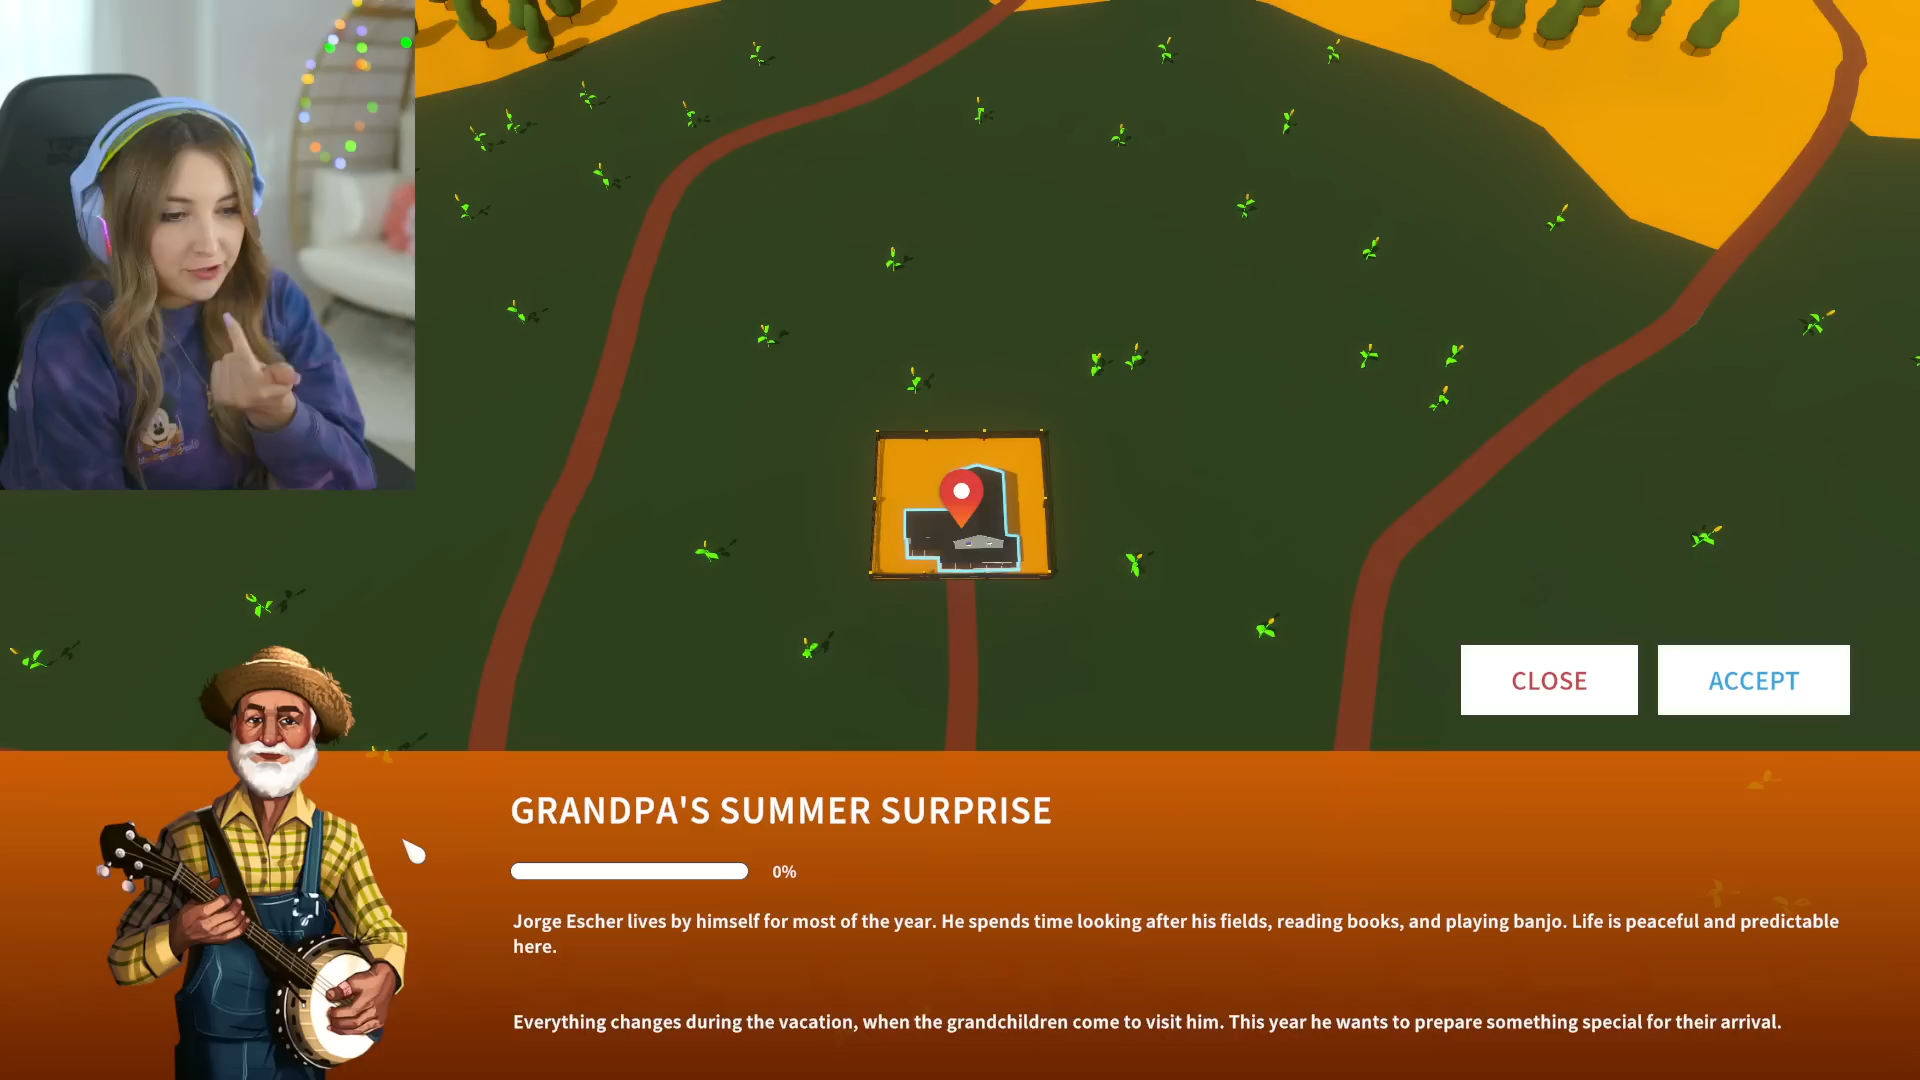 CLOSE
ACCEPT
GRANDPA'S SUMMER SURPRISE
0%
Jorge Escher lives by himself for most of the year. He spends time looking after his fields, reading books, and playing banjo. Life is peaceful and predictable
here.
Everything changes during the vacation, when the grandchildren come to visit him. This year he wants to prepare something special for their arrival.